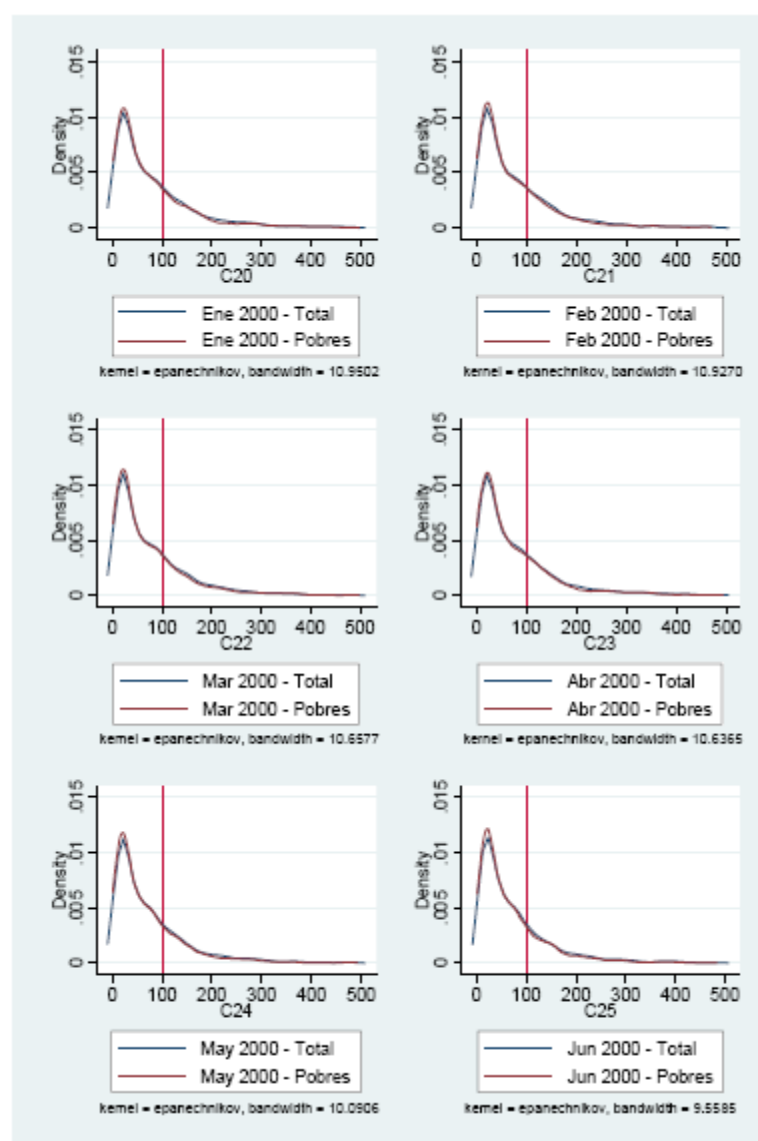 Density
0 .005 .01 .015
0 100 200 300 400 500
C20
Ene 2000 - Total
Ene 2000 - Pobres
kernel = epanechnikov, bandwidth = 10.9502
Density
0 .005 .01 .015
0 100 200 300 400 500
C21
Feb 2000 - Total
Feb 2000 - Pobres
kernel = epanechnikov, bandwidth = 10.9270
Density
0 .005 .01 .015
0 100 200 300 400 500
C22
Mar 2000 - Total
Mar 2000 - Pobres
kernel = epanechnikov, bandwidth = 10.6577
Density
0 .005 .01 .015
0 100 200 300 400 500
C23
Abr 2000 - Total
Abr 2000 - Pobres
kernel = epanechnikov, bandwidth = 10.6365
Density
0 .005 .01 .015
0 100 200 300 400 500
C24
May 2000 - Total
May 2000 - Pobres
kernel = epanechnikov, bandwidth = 10.0906
Density
0 .005 .01 .015
0 100 200 300 400 500
C25
Jun 2000 - Total
Jun 2000 - Pobres
kernel = epanechnikov, bandwidth = 9.5585